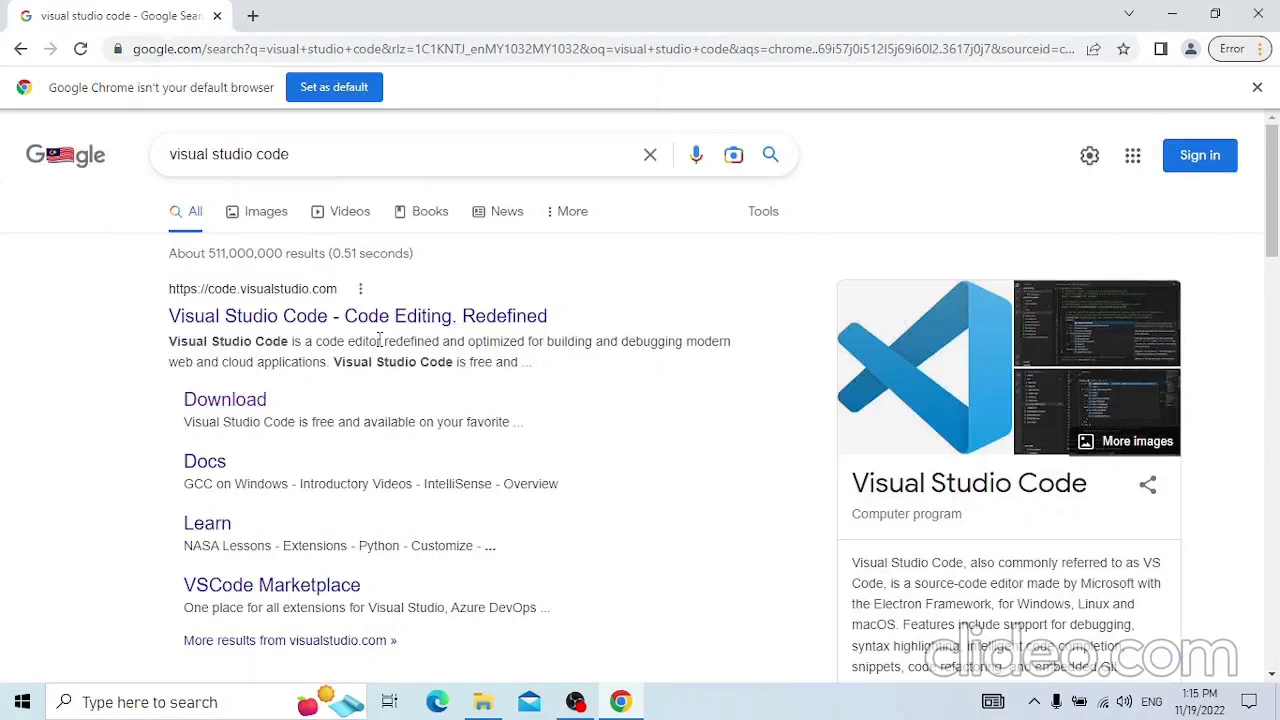 visual studio code - Google Sear
google.com/search?q=visual+studio+code&rlz=1C1KNTJ_enMY1032MY1032&oq=visual+studio+code&aqs=chrome..69i57j0i512l5j69i60l2.3617j0j7&sourceid=c...
Error
Google Chrome isn't your default browser
Set as default
Google
visual studio code
Sign in
All
Images
Videos
Books
News
More
Tools
About 511,000,000 results (0.51 seconds)
https://code.visualstudio.com
Visual Studio Code - Code Editing. Redefined
Visual Studio Code is a code editor redefined and optimized for building and debugging modern
web and cloud applications. Visual Studio Code is free and ...
Download
Visual Studio Code is free and available on your favorite ...
Docs
GCC on Windows - Introductory Videos - IntelliSense - Overview
Learn
NASA Lessons - Extensions - Python - Customize - ...
VSCode Marketplace
One place for all extensions for Visual Studio, Azure DevOps ...
More results from visualstudio.com »
More images
Visual Studio Code
Computer program
Visual Studio Code, also commonly referred to as VS
Code, is a source-code editor made by Microsoft with
the Electron Framework, for Windows, Linux and
macOS. Features include support for debugging,
syntax highlighting, intelligent code completion,
snippets, code refactoring, and embedded Git.
clideo.com
Type here to search
ENG
1:15 PM
11/19/2022